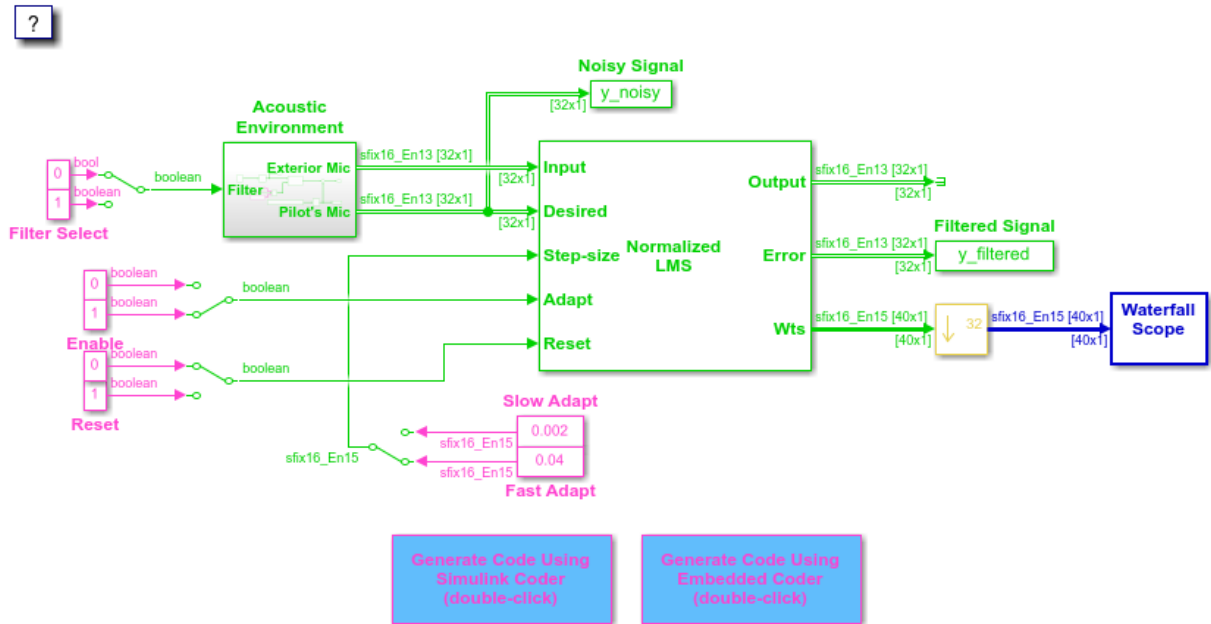 ?
Noisy Signal
y_noisy
[32x1]
Acoustic
Environment
Exterior Mic
Filter
Pilot's Mic
sfix16_En13 [32x1]
[32x1]
sfix16_En13 [32x1]
[32x1]
bool
0
boolean
1
boolean
Filter Select
Input
Desired
Step-size
Adapt
Reset
Normalized
LMS
Output
Error
Wts
sfix16_En13 [32x1]
[32x1]
Filtered Signal
sfix16_En13 [32x1]
y_filtered
[32x1]
sfix16_En15 [40x1]
[40x1]
32
sfix16_En15 [40x1]
[40x1]
Waterfall
Scope
boolean
0
boolean
1
boolean
Enable
boolean
0
boolean
1
boolean
Reset
Slow Adapt
0.002
sfix16_En15
sfix16_En15
0.04
sfix16_En15
Fast Adapt
Generate Code Using
Simulink Coder
(double-click)
Generate Code Using
Embedded Coder
(double-click)